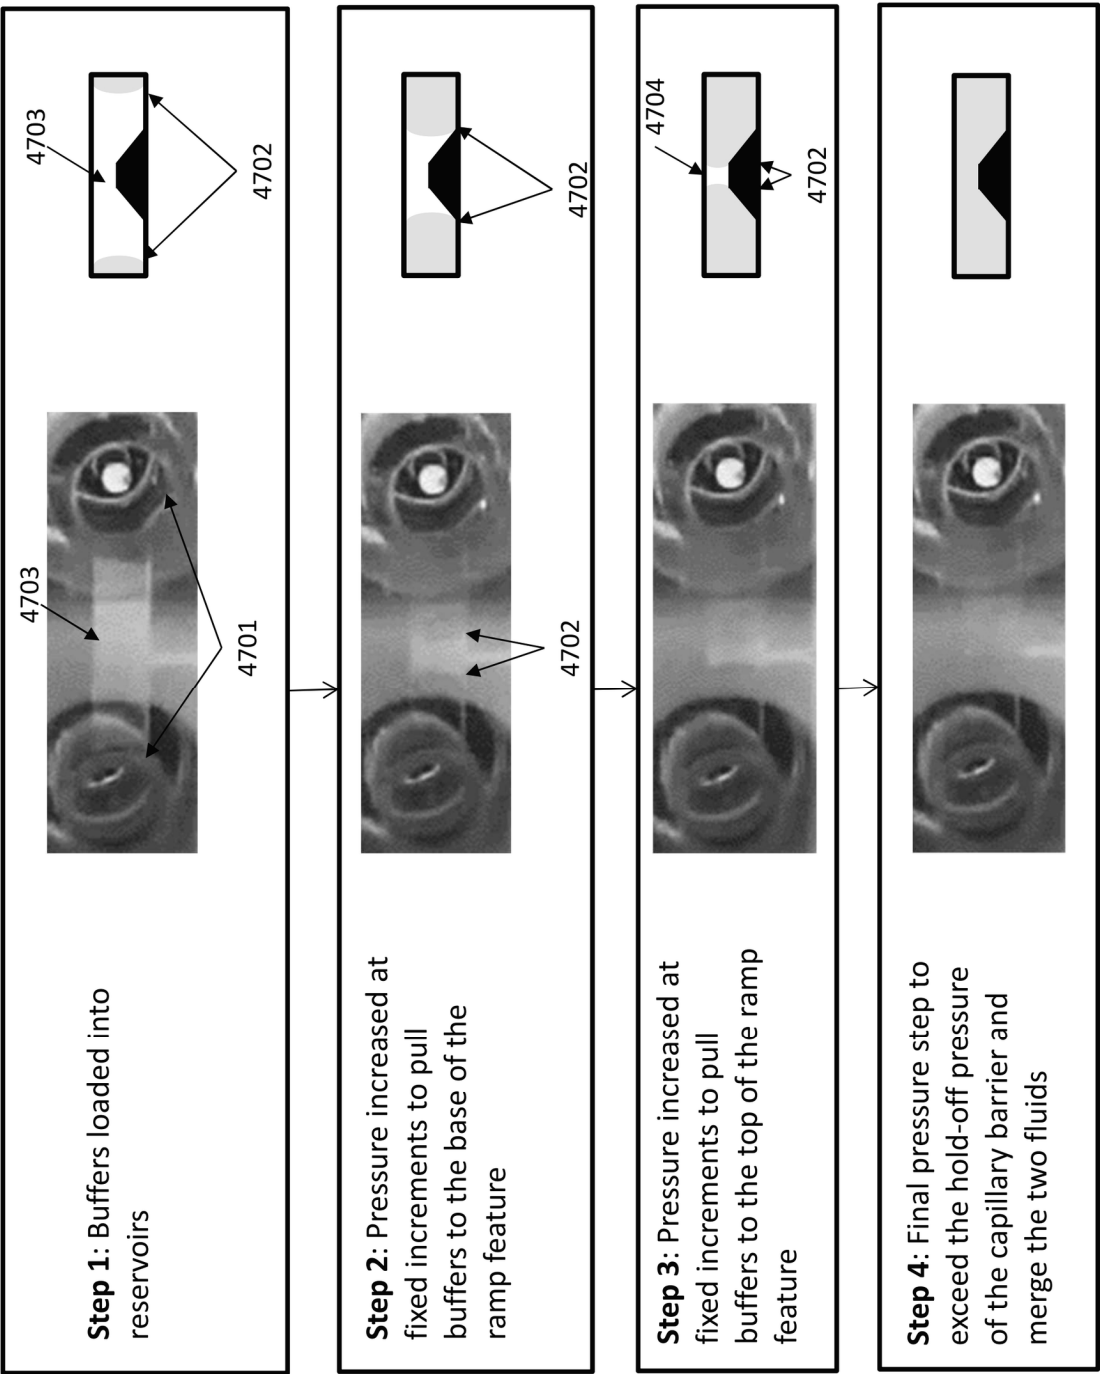 Step 1: Buffers loaded into
reservoirs
4703
4701
4703
4702
Step 2: Pressure increased at
fixed increments to pull
buffers to the base of the
ramp feature
4702
4702
Step 3: Pressure increased at
fixed increments to pull
buffers to the top of the ramp
feature
4704
4702
Step 4: Final pressure step to
exceed the hold-off pressure
of the capillary barrier and
merge the two fluids